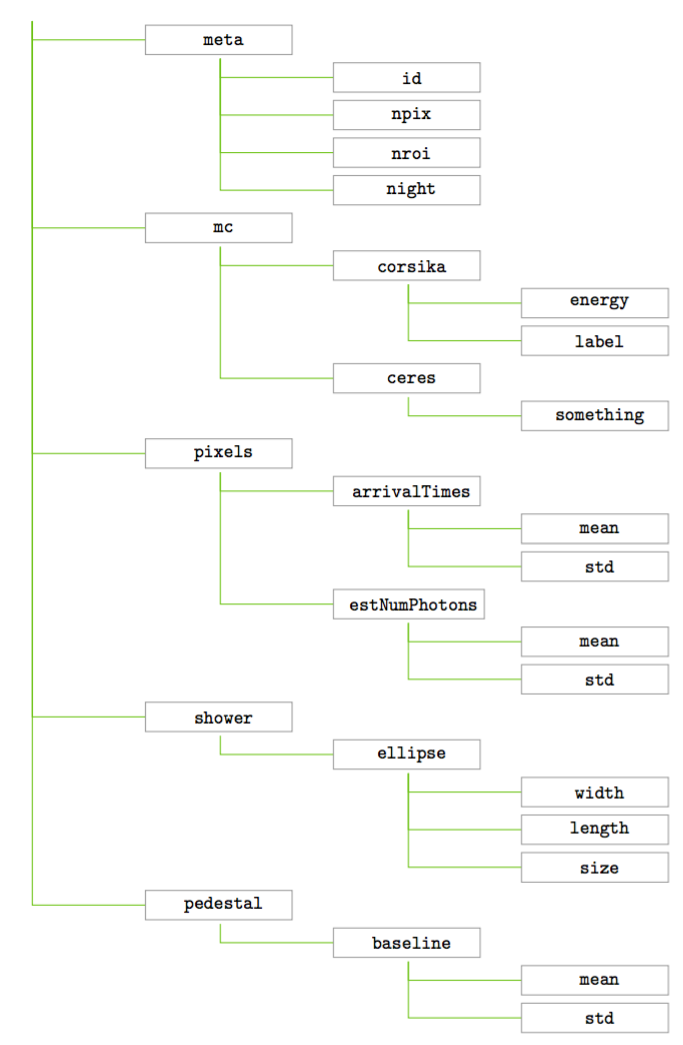 meta
id
npix
nroi
night
mc
corsika
energy
label
ceres
something
pixels
arrivalTimes
mean
std
estNumPhotons
mean
std
shower
ellipse
width
length
size
pedestal
baseline
mean
std